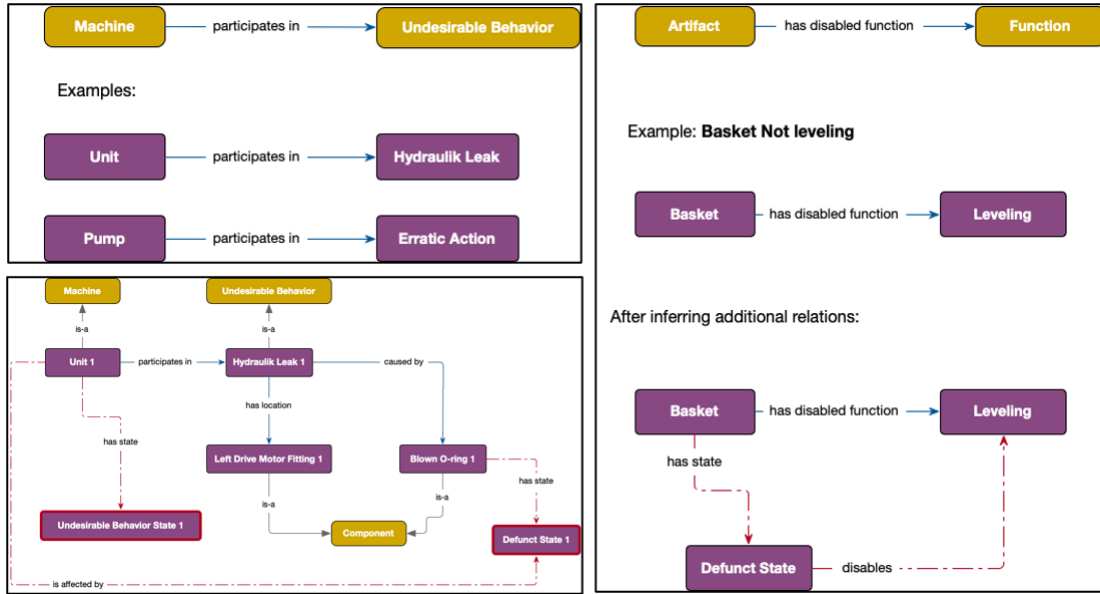 Machine participates in Undesirable Behavior
Examples:
Unit participates in Hydraulik Leak
Pump participates in Erratic Action
Machine Undesirable Behavior
is-a is-a
Unit 1 participates in Hydraulik Leak 1 caused by
has location
has state
Left Drive Motor Fitting 1 Blown O-ring 1
has state
is-a is-a
Undesirable Behavior State 1
Component
Defunct State 1
is affected by
Artifact has disabled function Function
Example: Basket Not leveling
Basket has disabled function Leveling
After inferring additional relations:
Basket has disabled function Leveling
has state
Defunct State disables